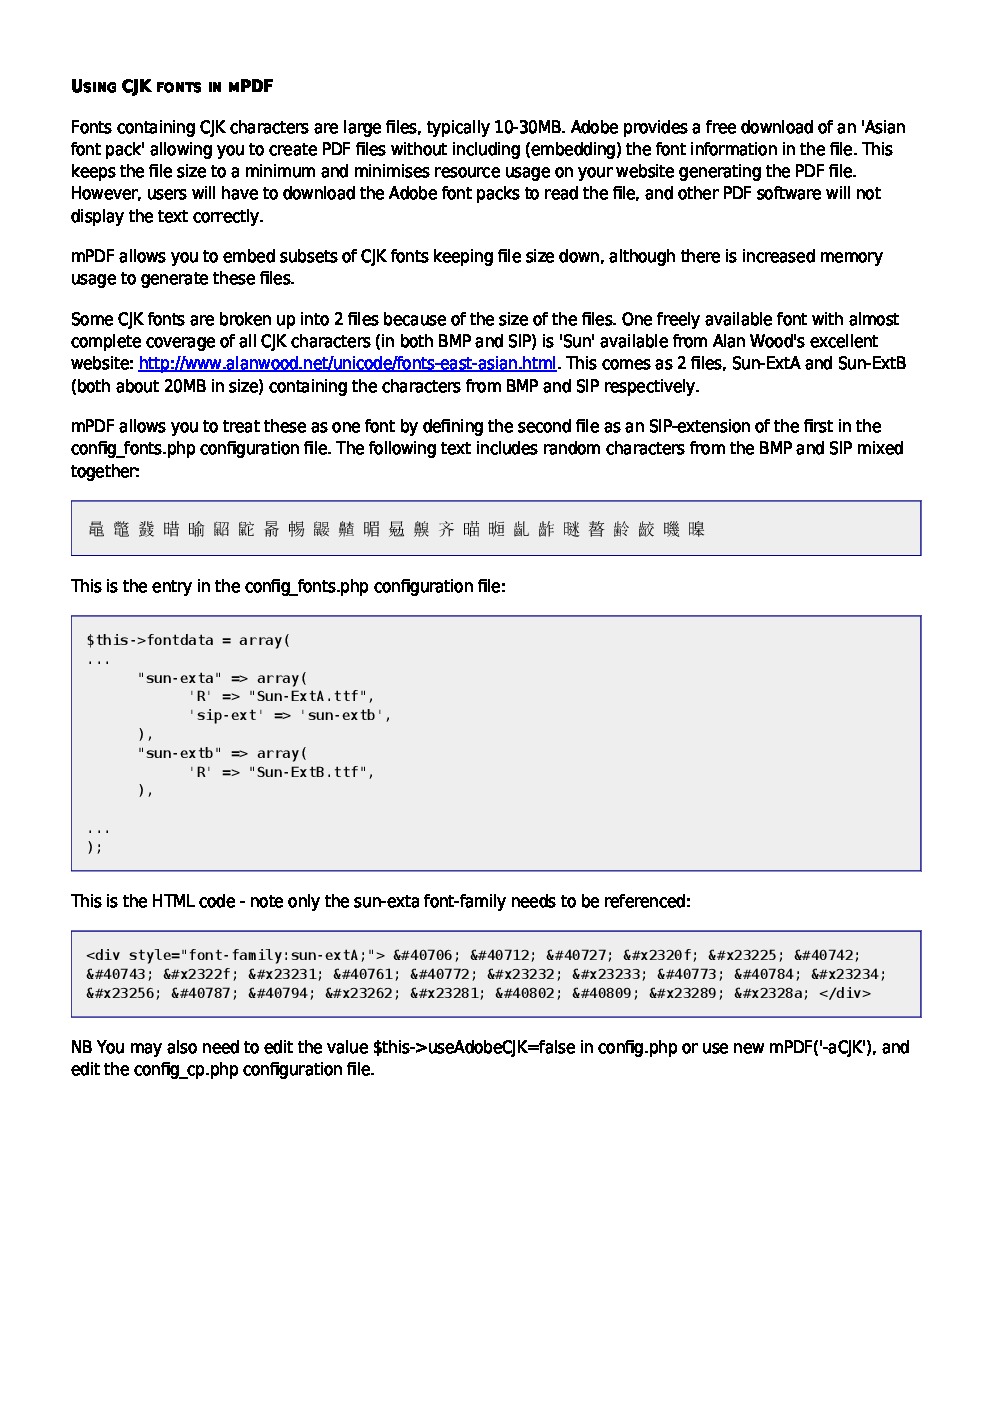 USING CJK FONTS IN MPDF
Fonts containing CJK characters are large files, typically 10-30MB. Adobe provides a free download of an 'Asian
font pack' allowing you to create PDF files without including (embedding) the font information in the file. This
keeps the file size to a minimum and minimises resource usage on your website generating the PDF file.
However, users will have to download the Adobe font packs to read the file, and other PDF software will not
display the text correctly.
mPDF allows you to embed subsets of CJK fonts keeping file size down, although there is increased memory
usage to generate these files.
Some CJK fonts are broken up into 2 files because of the size of the files. One freely available font with almost
complete coverage of all CJK characters (in both BMP and SIP) is 'Sun' available from Alan Wood's excellent
website: http://www.alanwood.net/unicode/fonts-east-asian.html. This comes as 2 files, Sun-ExtA and Sun-ExtB
(both about 20MB in size) containing the characters from BMP and SIP respectively.
mPDF allows you to treat these as one font by defining the second file as an SIP-extension of the first in the
config_fonts.php configuration file. The following text includes random characters from the BMP and SIP mixed
together:
鼂 鼈 鼗 𣈏 𣈥 鼦 鼧 𣈯 𣈱 鼹 齄 𣈲 𣈳 齅 齐 𣈴 𣉖 齓 齚 𣉢 𣊁 齢 齩 𣊉 𣊊
This is the entry in the config_fonts.php configuration file:
$this->fontdata = array(
...
"sun-exta" => array(
'R' => "Sun-ExtA.ttf",
'sip-ext' => 'sun-extb',
),
"sun-extb" => array(
'R' => "Sun-ExtB.ttf",
),
...
);
This is the HTML code - note only the sun-exta font-family needs to be referenced:
<div style="font-family:sun-extA;"> &#40706; &#40712; &#40727; &#x2320f; &#x23225; &#40742;
&#40743; &#x2322f; &#x23231; &#40761; &#40772; &#x23232; &#x23233; &#40773; &#40784; &#x23234;
&#x23256; &#40787; &#40794; &#x23262; &#x23281; &#40802; &#40809; &#x23289; &#x2328a; </div>
NB You may also need to edit the value $this->useAdobeCJK=false in config.php or use new mPDF('-aCJK'), and
edit the config_cp.php configuration file.